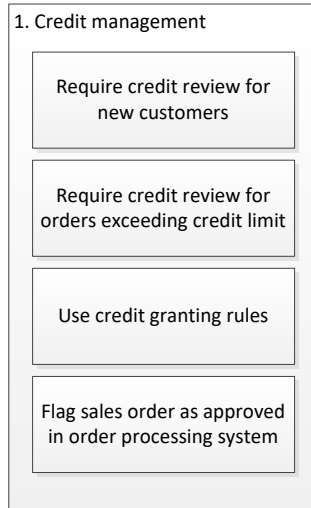 1. Credit management
Require credit review for
new customers
Require credit review for
orders exceeding credit limit
Use credit granting rules
Flag sales order as approved
in order processing system